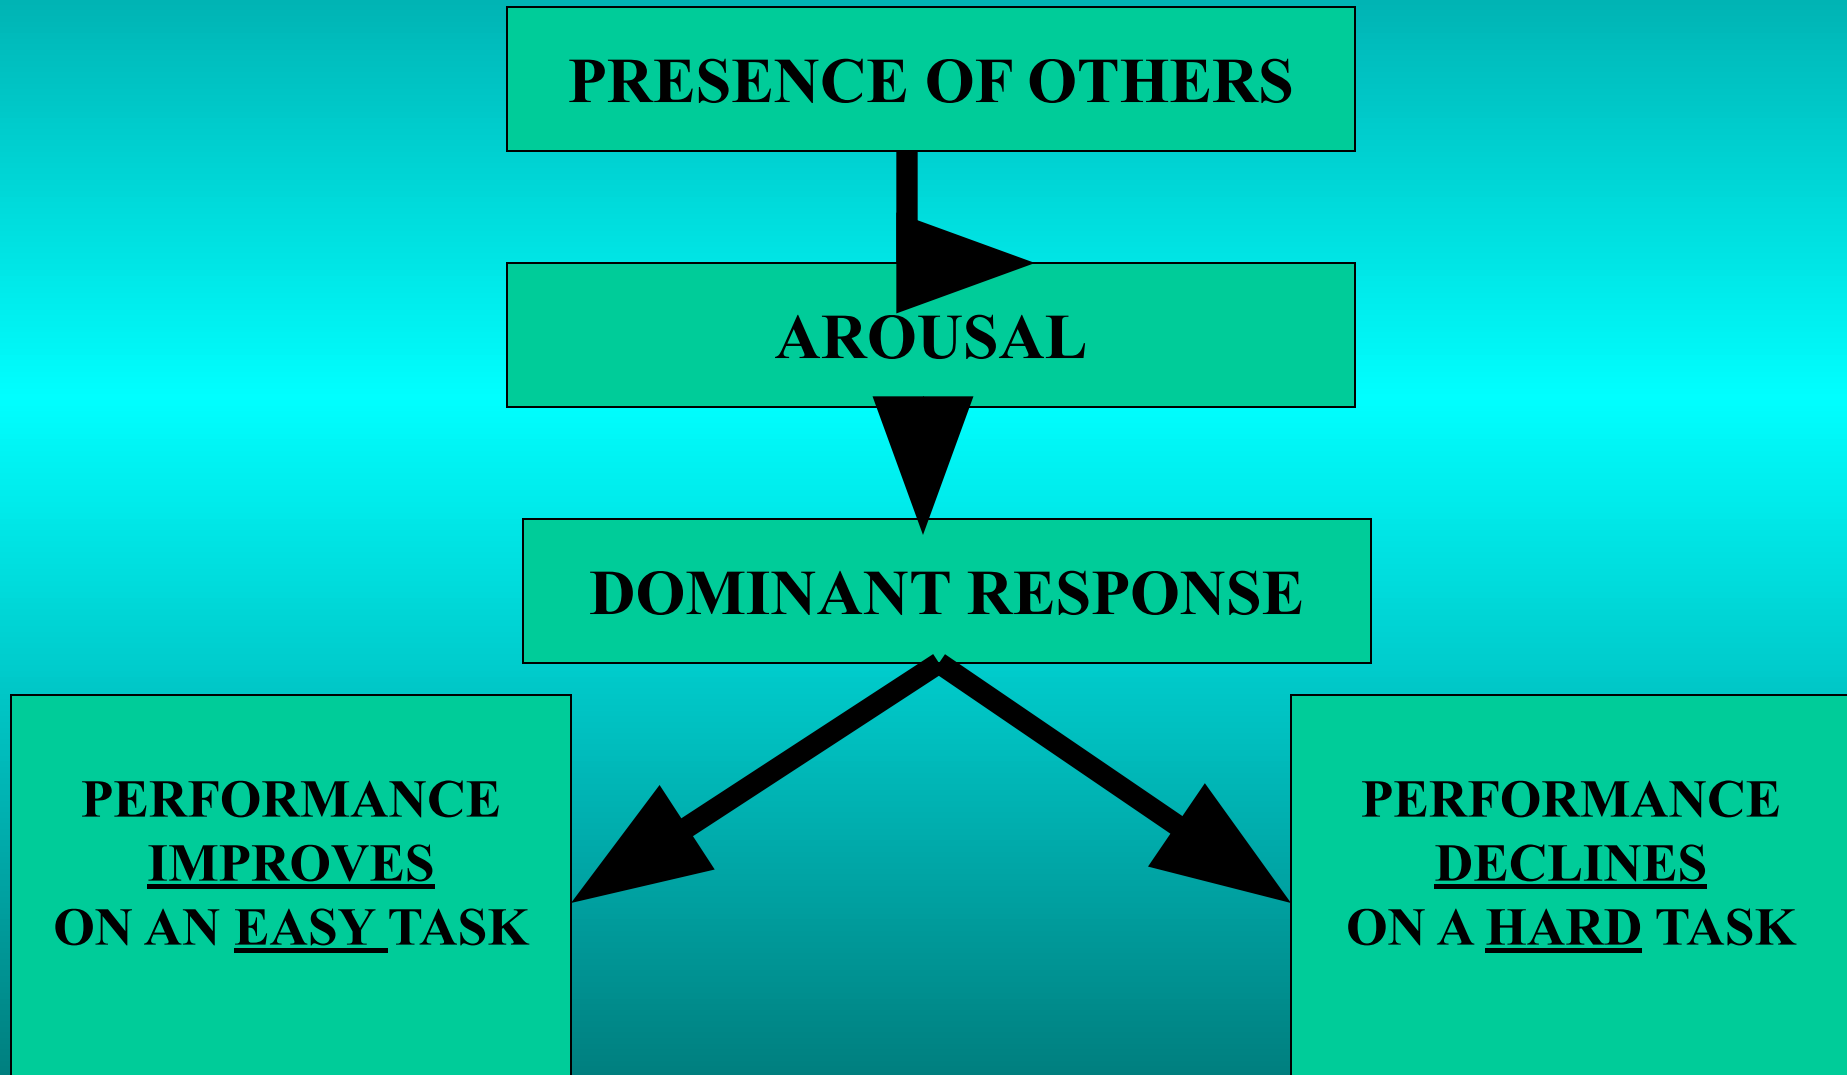 PRESENCE OF OTHERS
AROUSAL
DOMINANT RESPONSE
PERFORMANCE
IMPROVES
ON AN EASY TASK
PERFORMANCE
DECLINES
ON A HARD TASK